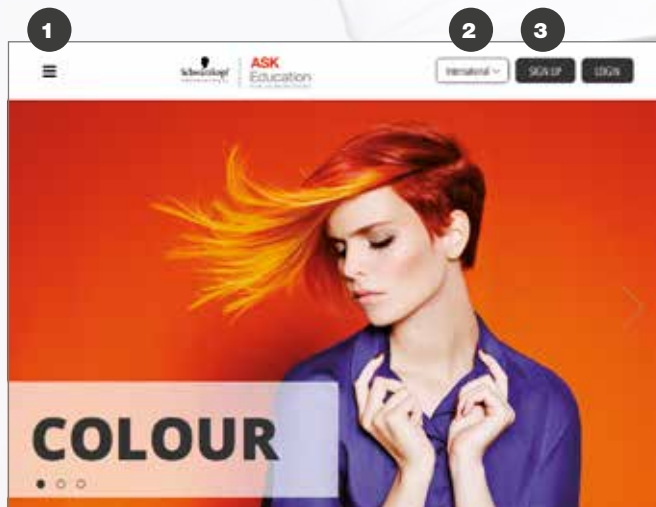 1 2 3
Schwarzkopf
ASK
Education
International
SIGN UP
LOGIN
COLOUR